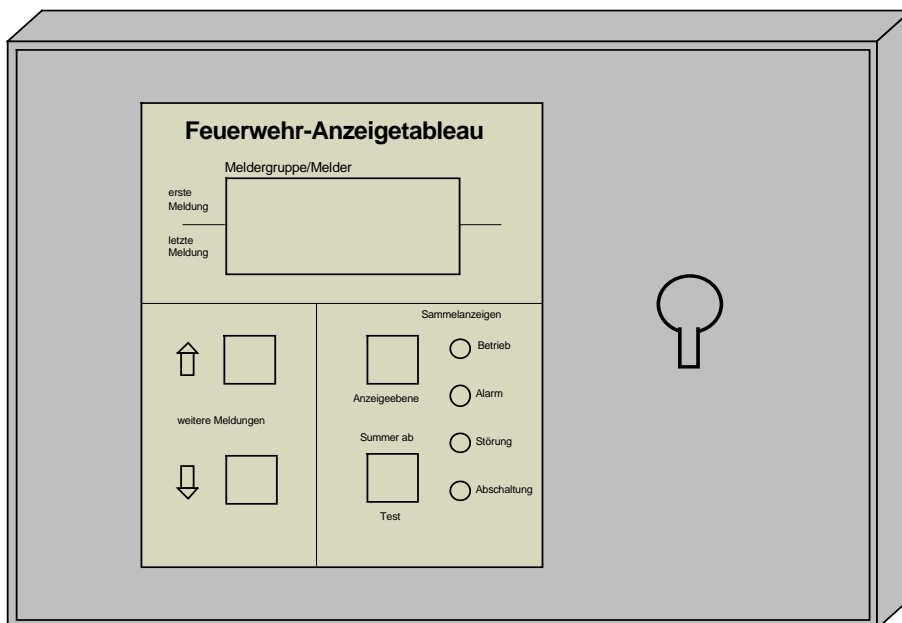 Feuerwehr-Anzeigetableau
Meldergruppe/Melder
erste
Meldung
letzte
Meldung
Sammelanzeigen
Betrieb
Anzeigeebene
Alarm
weitere Meldungen
Summer ab
Störung
Abschaltung
Test